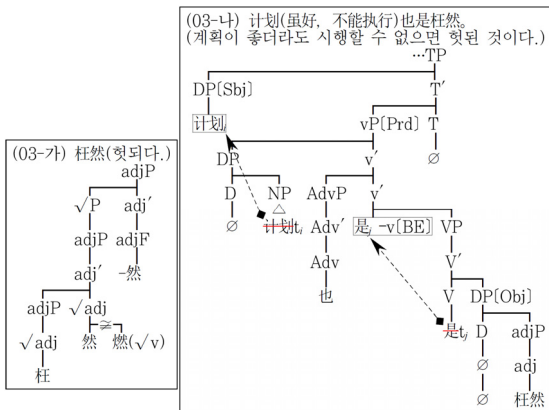 (03-가) 枉然(헛되다.)
adjP
√P adj′
adjP adjF
adj′ -然
adjP √adj
√adj 然 ≇ 燃(√v)
枉
(03-나) 计划(虽好, 不能执行)也是枉然。
(계획이 좋더라도 시행할 수 없으면 헛된 것이다.)
…TP
DP[Sbj] T′
计划i vP[Prd] T
DP v′ ∅
D NP AdvP v′
∅ 计划ti Adv′ 是j -v[BE] VP
Adv V′
也 V DP[Obj]
是tj D adjP
∅ adj
∅ 枉然